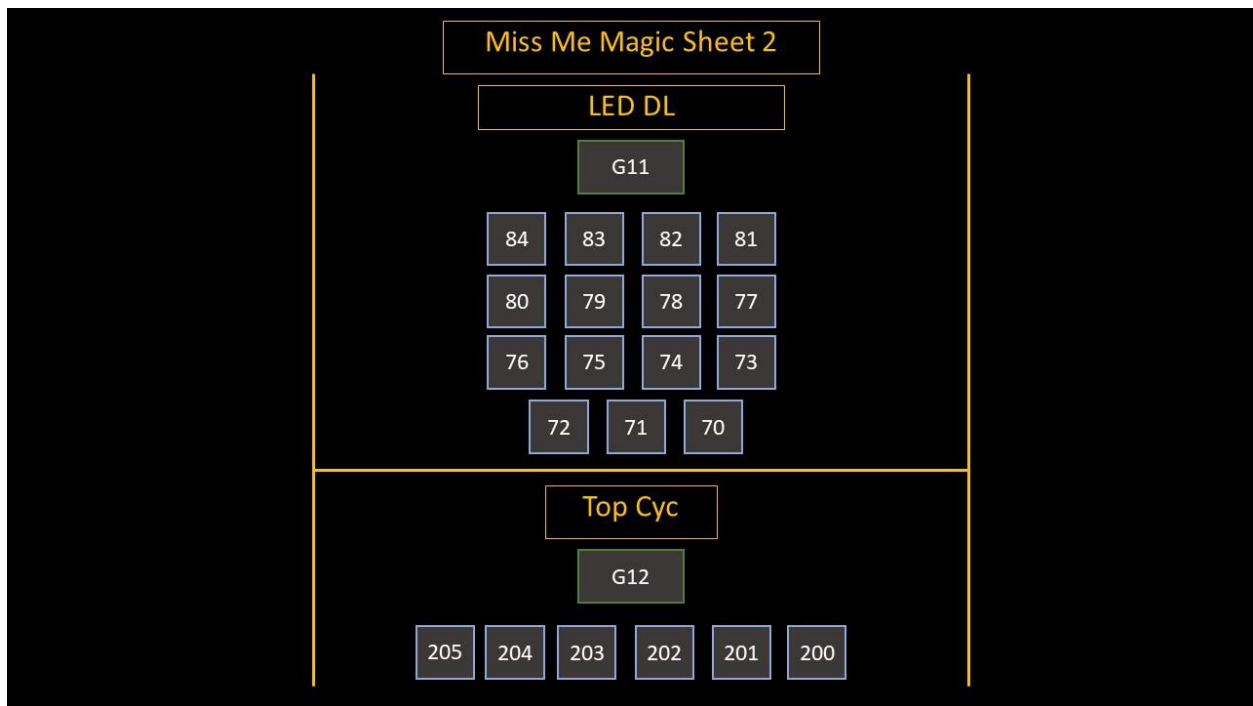 Miss Me Magic Sheet 2
LED DL
G11
84 83 82 81
80 79 78 77
76 75 74 73
72 71 70
Top Cyc
G12
205 204 203 202 201 200